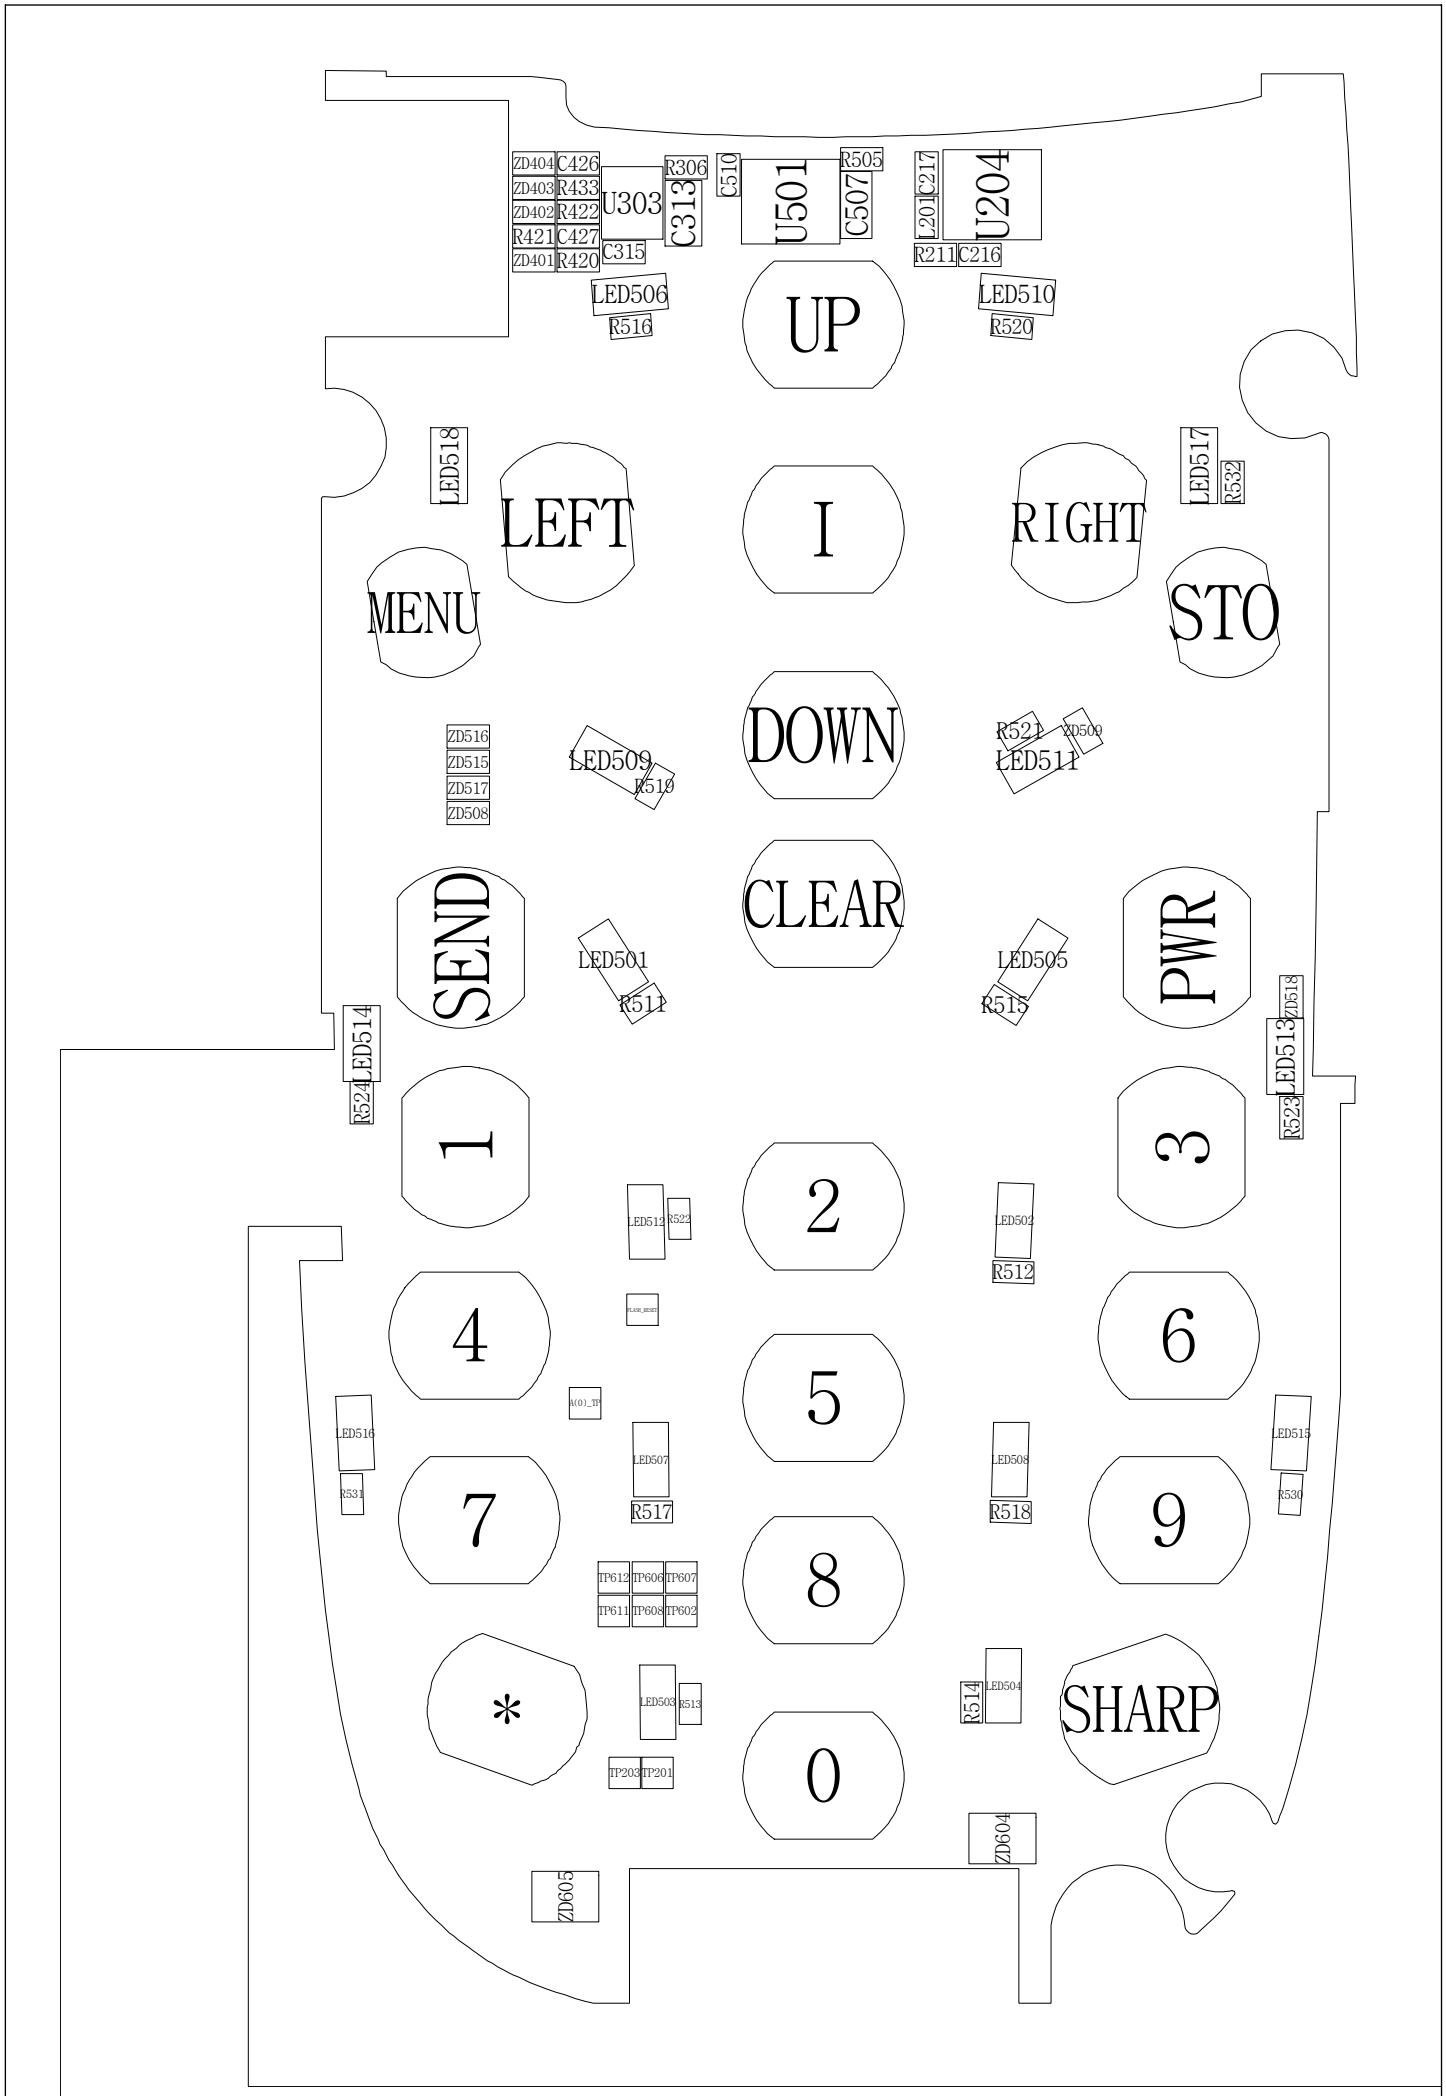 ZD404 C426
ZD403 R433
ZD402 R422
R421 C427
ZD401 R420
U303
C315
R306
C313
C510
U501
R505
C507
C217
L201
U204
R211 C216
LED506
R516
UP
LED510
R520
LED518
LEFT
I
RIGHT
LED517
R532
MENU
STO
ZD516
ZD515
ZD517
ZD508
LED509
R519
DOWN
R521
ZD509
LED511
SEND
CLEAR
PWR
LED501
R511
LED505
R515
ZD518
LED514
R524
LED513
R523
1
2
3
LED512
R522
LED502
R512
FLASH_RESET
4
5
6
A(0)_TP
LED516
R531
LED507
R517
LED508
R518
LED515
R530
7
8
9
TP612 TP606 TP607
TP611 TP608 TP602
*
LED503
R513
R514
LED504
SHARP
TP203 TP201
0
ZD604
ZD605